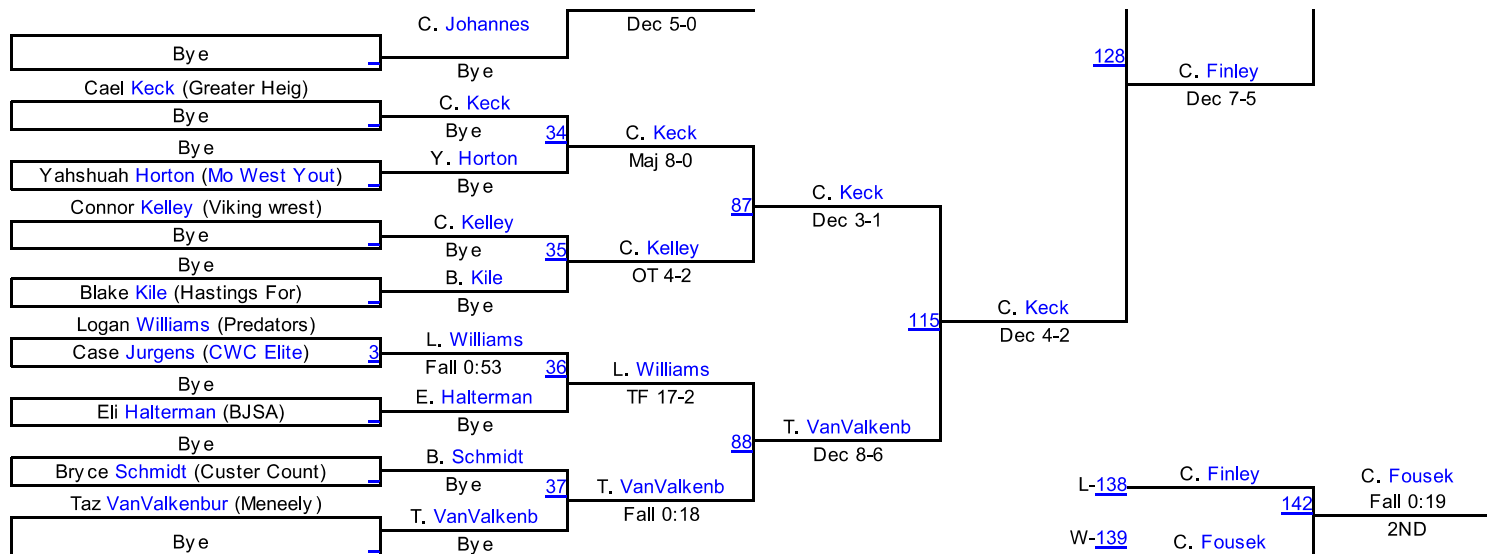 C. Johannes
Dec 5-0
Bye
Bye
128
C. Finley
Dec 7-5
Cael Keck (Greater Heig)
Bye
C. Keck
Bye
34
C. Keck
Maj 8-0
Bye
Yahshuah Horton (Mo West Yout)
Y. Horton
Bye
C. Keck
87
Dec 3-1
Connor Kelley (Viking wrest)
Bye
C. Kelley
Bye
35
C. Kelley
OT 4-2
Bye
Blake Kile (Hastings For)
B. Kile
Bye
C. Keck
115
Dec 4-2
Logan Williams (Predators)
Case Jurgens (CWC Elite) 3
L. Williams
Fall 0:53
36
L. Williams
TF 17-2
Bye
Eli Halterman (BJSA)
E. Halterman
Bye
T. VanValkenb
88
Dec 8-6
Bye
Bryce Schmidt (Custer Count)
B. Schmidt
Bye
37
T. VanValkenb
Fall 0:18
Taz VanValkenbur (Meneely)
Bye
T. VanValkenb
Bye
L-138
C. Finley
142
C. Fousek
Fall 0:19
2ND
W-139
C. Fousek